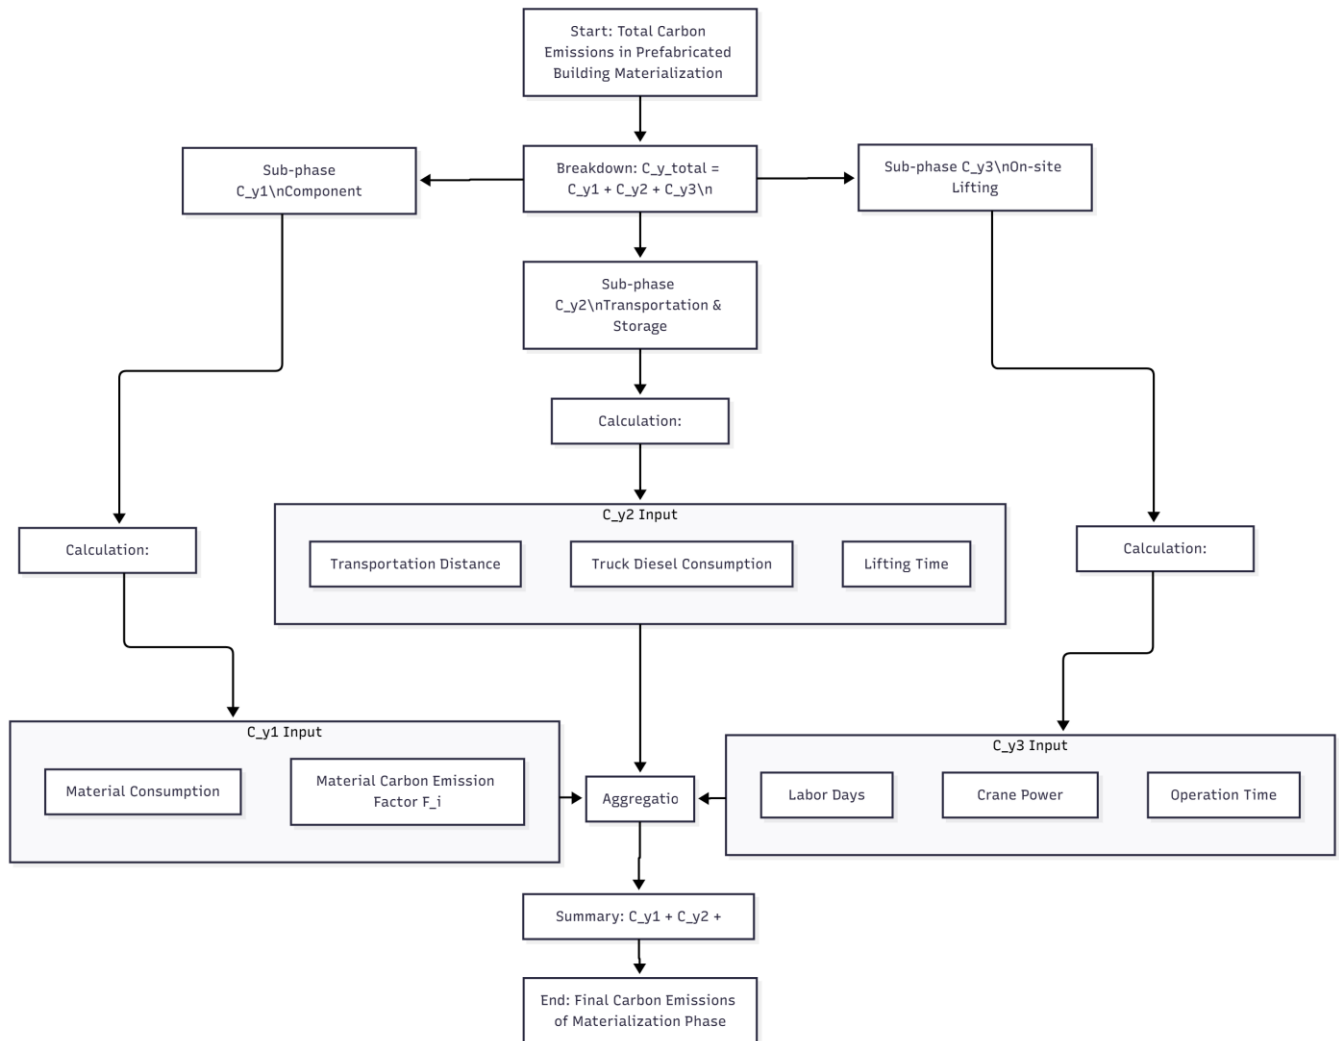 Start: Total Carbon
Emissions in Prefabricated
Building Materialization
Sub-phase
C_y1\nComponent
Breakdown: C_y_total =
C_y1 + C_y2 + C_y3\n
Sub-phase C_y3\nOn-site
Lifting
Sub-phase
C_y2\nTransportation &
Storage
Calculation:
Calculation:
Calculation:
C_y2 Input
Transportation Distance
Truck Diesel Consumption
Lifting Time
C_y1 Input
Material Consumption
Material Carbon Emission
Factor F_i
Aggregatio
C_y3 Input
Labor Days
Crane Power
Operation Time
Summary: C_y1 + C_y2 +
End: Final Carbon Emissions
of Materialization Phase